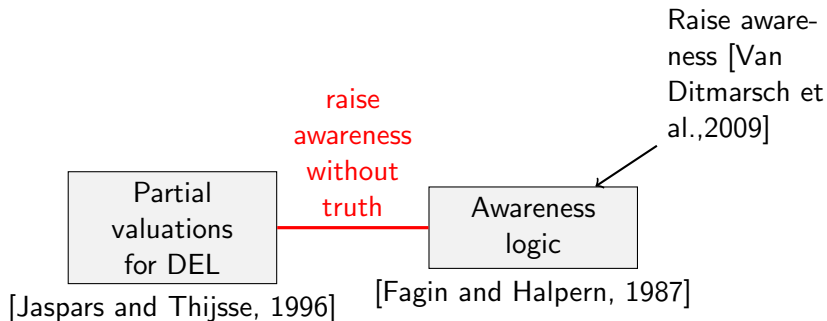 Raise aware-
ness [Van
Ditmarsch et
al.,2009]
raise
awareness
without
truth
Partial
valuations
for DEL
Awareness
logic
[Jaspars and Thijsse, 1996]
[Fagin and Halpern, 1987]